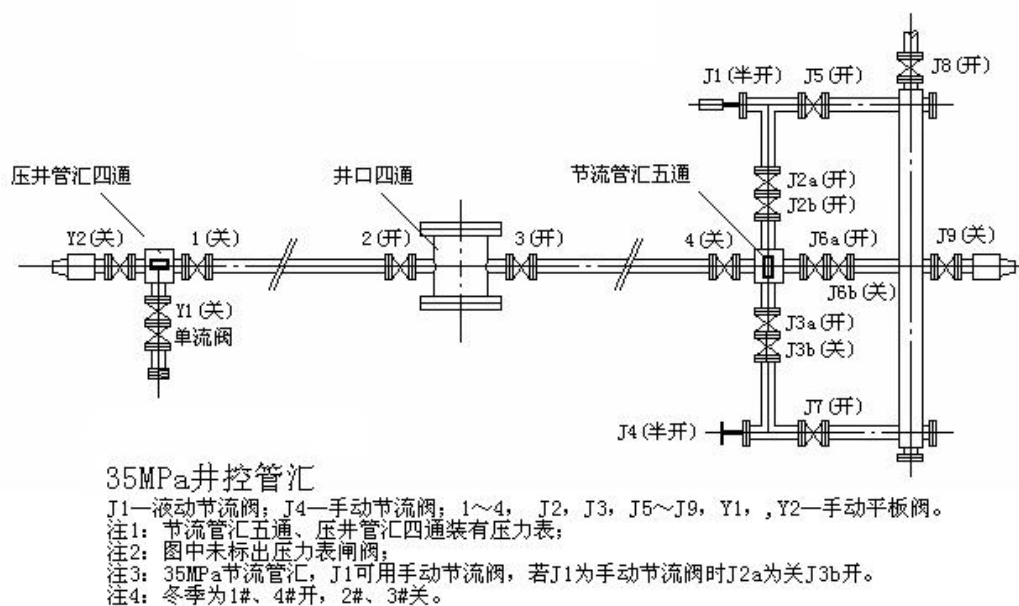 J1(半开) J5(开) J8(开)
压井管汇四通 井口四通 节流管汇五通 J2a(开)
J2b(开)
Y2(关) 1(关) 2(开) 3(开) 4(关) J6a(开) J9(关)
J6b(关)
Y1(关) J3a(开)
单流阀 J3b(关)
J4(半开) J7(开)
35MPa井控管汇
J1—液动节流阀；J4—手动节流阀；1～4， J2，J3，J5～J9，Y1，,Y2—手动平板阀。
注1：节流管汇五通、压井管汇四通装有压力表；
注2：图中未标出压力表闸阀；
注3：35MPa节流管汇，J1可用手动节流阀，若J1为手动节流阀时J2a为关J3b开。
注4：冬季为1#、4#开，2#、3#关。